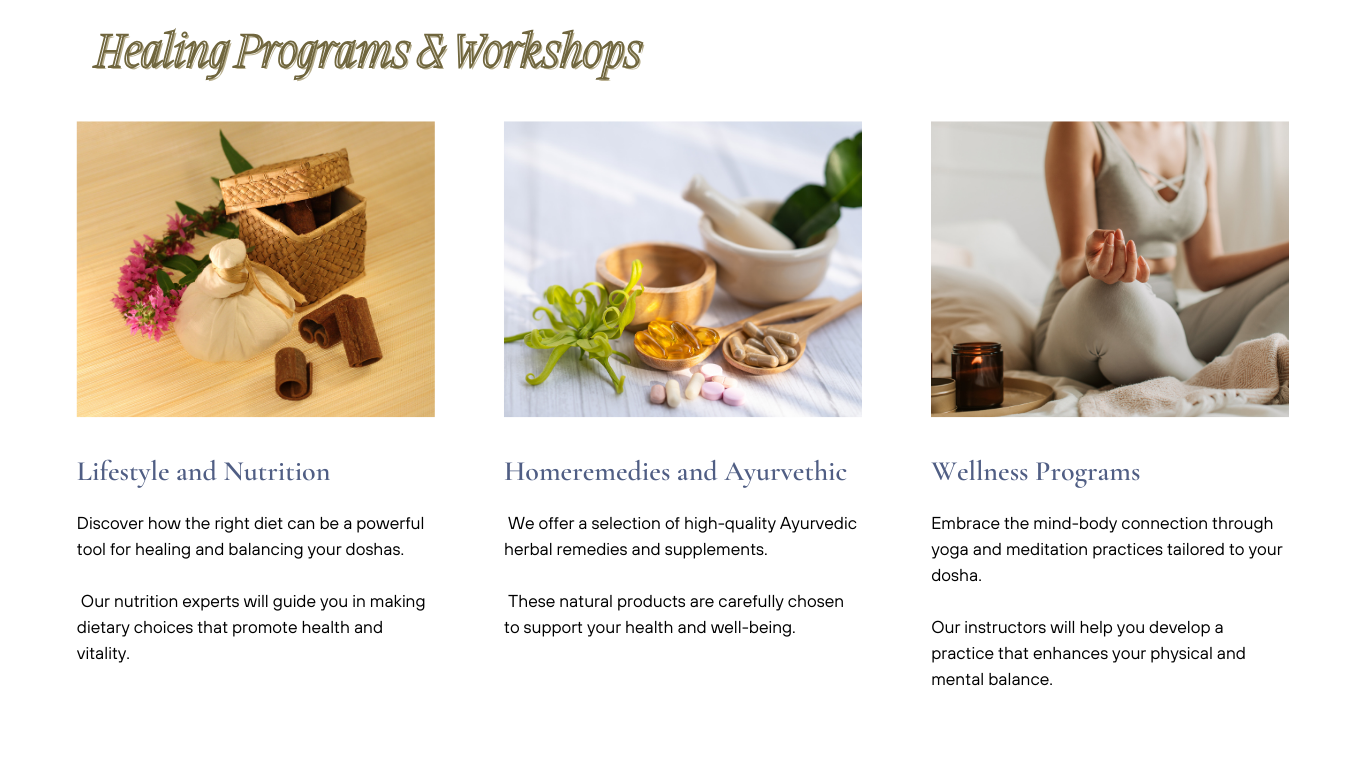 Healing Programs & Workshops
Lifestyle and Nutrition
Discover how the right diet can be a powerful
tool for healing and balancing your doshas.
Our nutrition experts will guide you in making
dietary choices that promote health and
vitality.
Homeremedies and Ayurvethic
We offer a selection of high-quality Ayurvedic
herbal remedies and supplements.
These natural products are carefully chosen
to support your health and well-being.
Wellness Programs
Embrace the mind-body connection through
yoga and meditation practices tailored to your
dosha.
Our instructors will help you develop a
practice that enhances your physical and
mental balance.